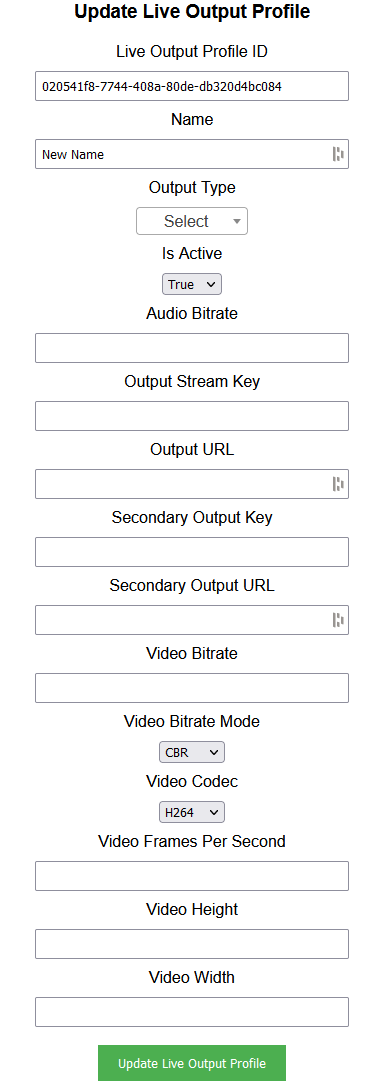 Update Live Output Profile
Live Output Profile ID
020541f8-7744-408a-80de-db320d4bc084
Name
New Name
Output Type
Select
Is Active
True
Audio Bitrate
Output Stream Key
Output URL
Secondary Output Key
Secondary Output URL
Video Bitrate
Video Bitrate Mode
CBR
Video Codec
H264
Video Frames Per Second
Video Height
Video Width
Update Live Output Profile